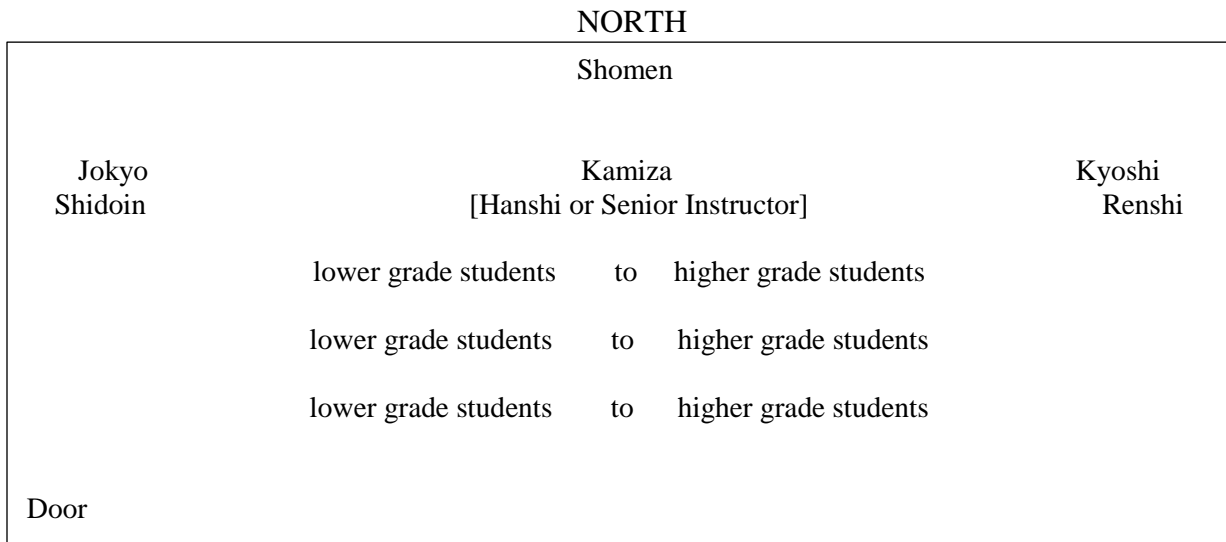 NORTH
Shomen
Jokyo Kamiza Kyoshi
Shidoin [Hanshi or Senior Instructor] Renshi
lower grade students to higher grade students
lower grade students to higher grade students
lower grade students to higher grade students
Door